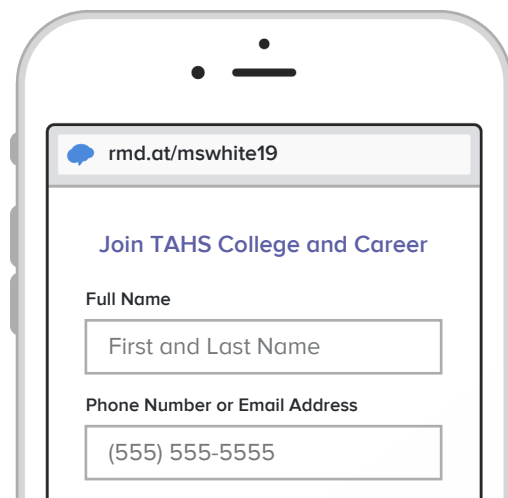 rmd.at/mswhite19
Join TAHS College and Career
Full Name
First and Last Name
Phone Number or Email Address
(555) 555-5555